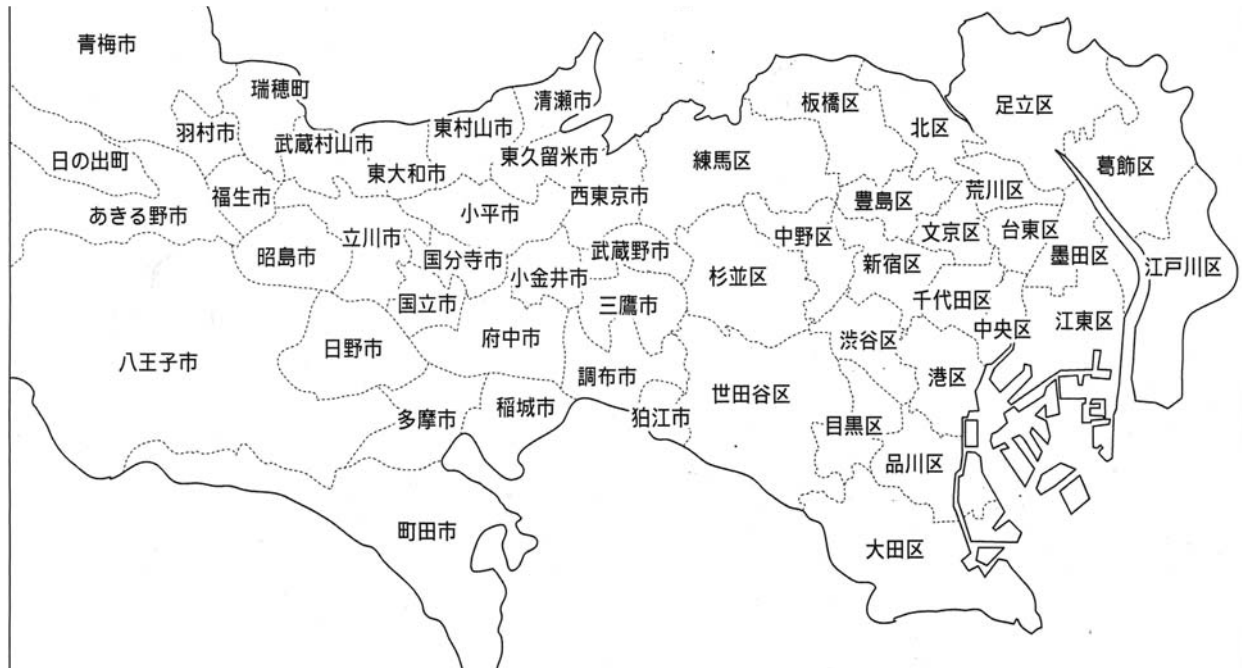 青梅市
瑞穂町
清瀬市
板橋区
足立区
羽村市
武蔵村山市
東村山市
北区
日の出町
東大和市
東久留米市
練馬区
葛飾区
福生市
西東京市
荒川区
あきる野市
小平市
豊島区
文京区
台東区
昭島市
立川市
国分寺市
武蔵野市
中野区
墨田区
小金井市
杉並区
新宿区
江戸川区
国立市
三鷹市
千代田区
八王子市
日野市
府中市
渋谷区
中央区
江東区
調布市
港区
多摩市
稲城市
狛江市
世田谷区
目黒区
品川区
町田市
大田区